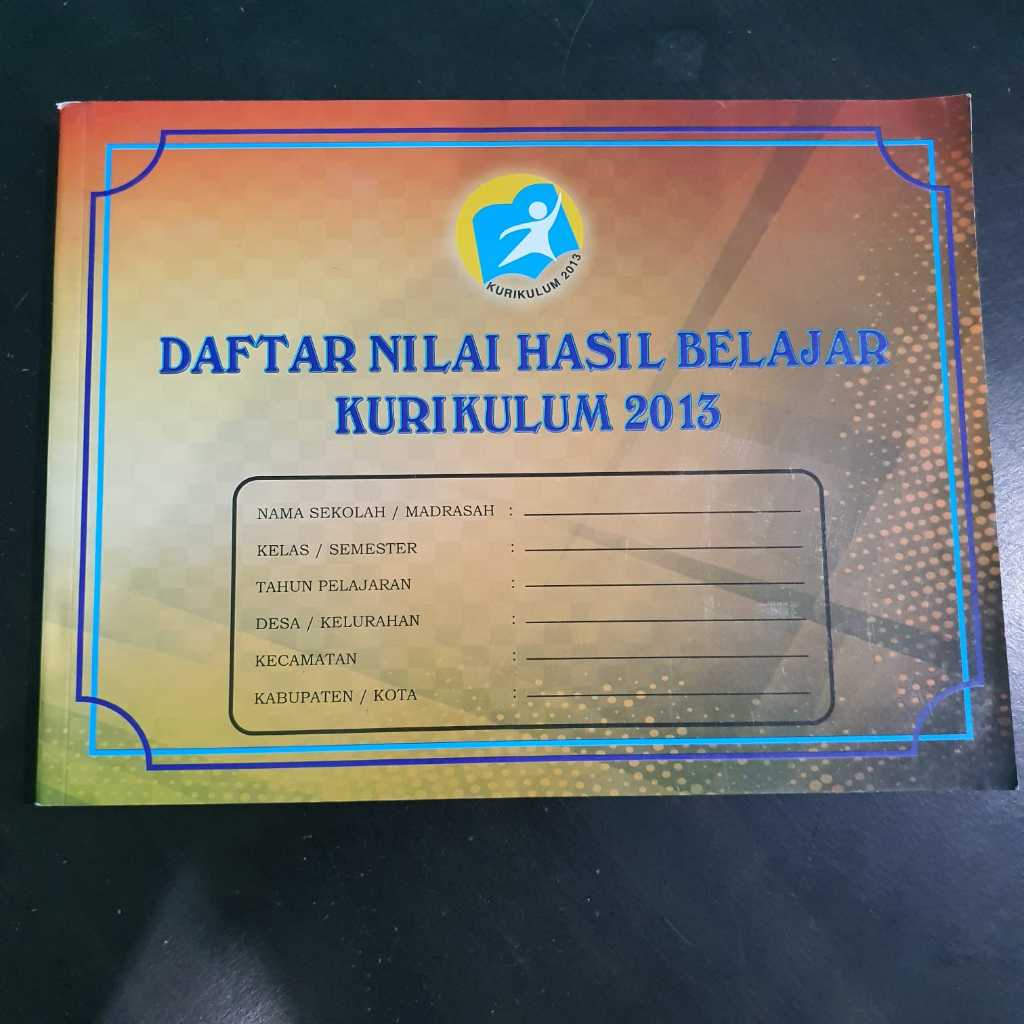 KURIKULUM 2013
DAFTAR NILAI HASIL BELAJAR
KURIKULUM 2013
NAMA SEKOLAH / MADRASAH :
KELAS / SEMESTER :
TAHUN PELAJARAN :
DESA / KELURAHAN :
KECAMATAN :
KABUPATEN / KOTA :